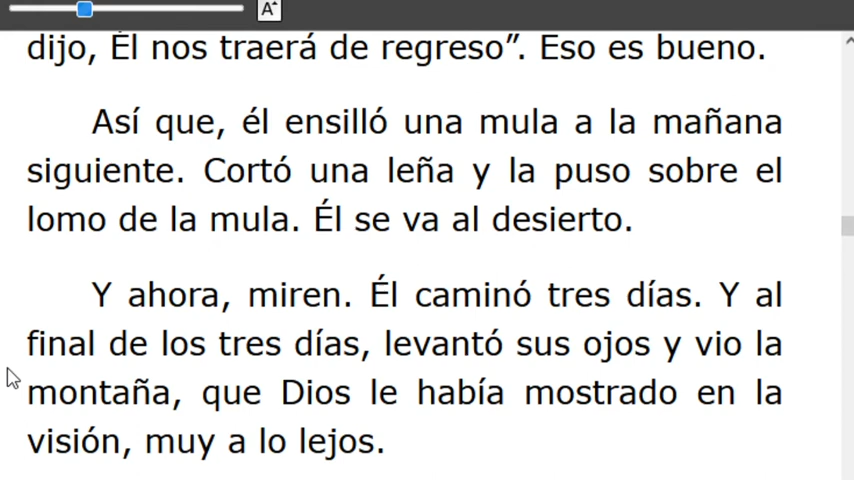 A
dijo, Él nos traerá de regreso”. Eso es bueno.
Así que, él ensilló una mula a la mañana
siguiente. Cortó una leña y la puso sobre el
lomo de la mula. Él se va al desierto.
Y ahora, miren. Él caminó tres días. Y al
final de los tres días, levantó sus ojos y vio la
montaña, que Dios le había mostrado en la
visión, muy a lo lejos.